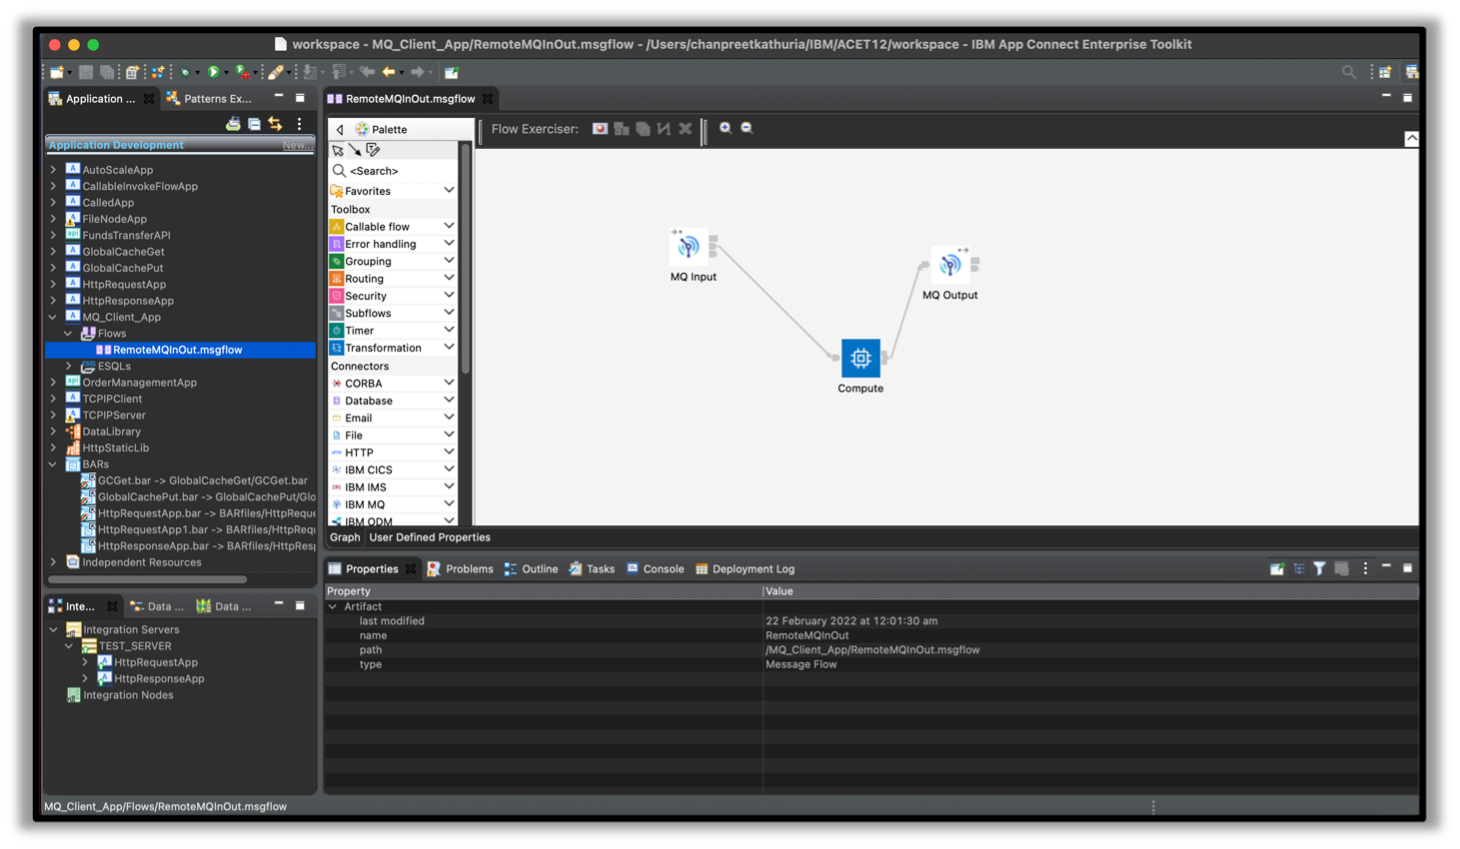 workspace - MQ_Client_App/RemoteMQInOut.msgflow - /Users/chanpreetkathuria/IBM/ACET12/workspace - IBM App Connect Enterprise Toolkit
Application ...
Patterns Ex...
Application Development
New...
AutoScaleApp
CallableInvokeFlowApp
CalledApp
FileNodeApp
FundsTransferAPI
GlobalCacheGet
GlobalCachePut
HttpRequestApp
HttpResponseApp
MQ_Client_App
Flows
RemoteMQInOut.msgflow
ESQLs
OrderManagementApp
TCPIPClient
TCPIPServer
DataLibrary
HttpStaticLib
BARs
GCGet.bar -> GlobalCacheGet/GCGet.bar
GlobalCachePut.bar -> GlobalCachePut/Glo
HttpRequestApp.bar -> BARfiles/HttpReque
HttpRequestApp1.bar -> BARfiles/HttpRequ
HttpResponseApp.bar -> BARfiles/HttpResp
Independent Resources
Inte...
Data ...
Data ...
Integration Servers
TEST_SERVER
HttpRequestApp
HttpResponseApp
Integration Nodes
RemoteMQInOut.msgflow
Palette
Flow Exerciser:
<Search>
Favorites
Toolbox
Callable flow
Error handling
Grouping
Routing
Security
Subflows
Timer
Transformation
Connectors
CORBA
Database
Email
File
HTTP
IBM CICS
IBM IMS
IBM MQ
IBM ODM
MQ Input
MQ Output
Compute
Graph
User Defined Properties
Properties
Problems
Outline
Tasks
Console
Deployment Log
Property
Value
Artifact
last modified
22 February 2022 at 12:01:30 am
name
RemoteMQInOut
path
/MQ_Client_App/RemoteMQInOut.msgflow
type
Message Flow
MQ_Client_App/Flows/RemoteMQInOut.msgflow